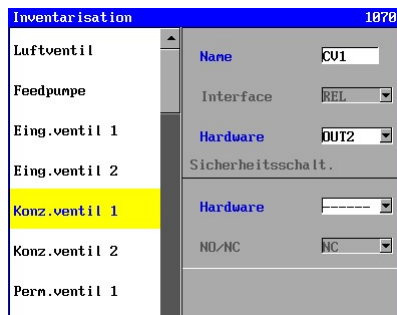 Inventarisation 1070
Luftventil
Feedpumpe
Eing.ventil 1
Eing.ventil 2
Konz.ventil 1
Konz.ventil 2
Perm.ventil 1
Name CV1
Interface REL
Hardware OUT2
Sicherheitsschalt.
Hardware ------
NO/NC NC